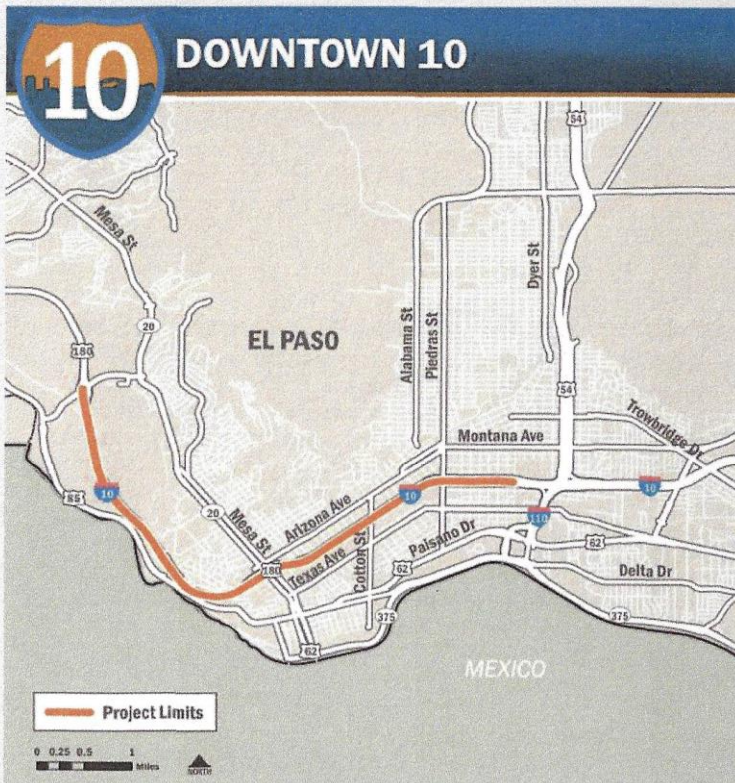 10
DOWNTOWN 10
54
Mesa St
Dyer St
20
Alabama St
Piedras St
EL PASO
180
54
Trowbridge Dr
Montana Ave
85
10
10
10
20
Mesa St
Arizona Ave
110
Cotton St
Paisano Dr
62
Texas Ave
180
62
Delta Dr
375
375
62
MEXICO
Project Limits
0 0.25 0.5 1
Miles
NORTH